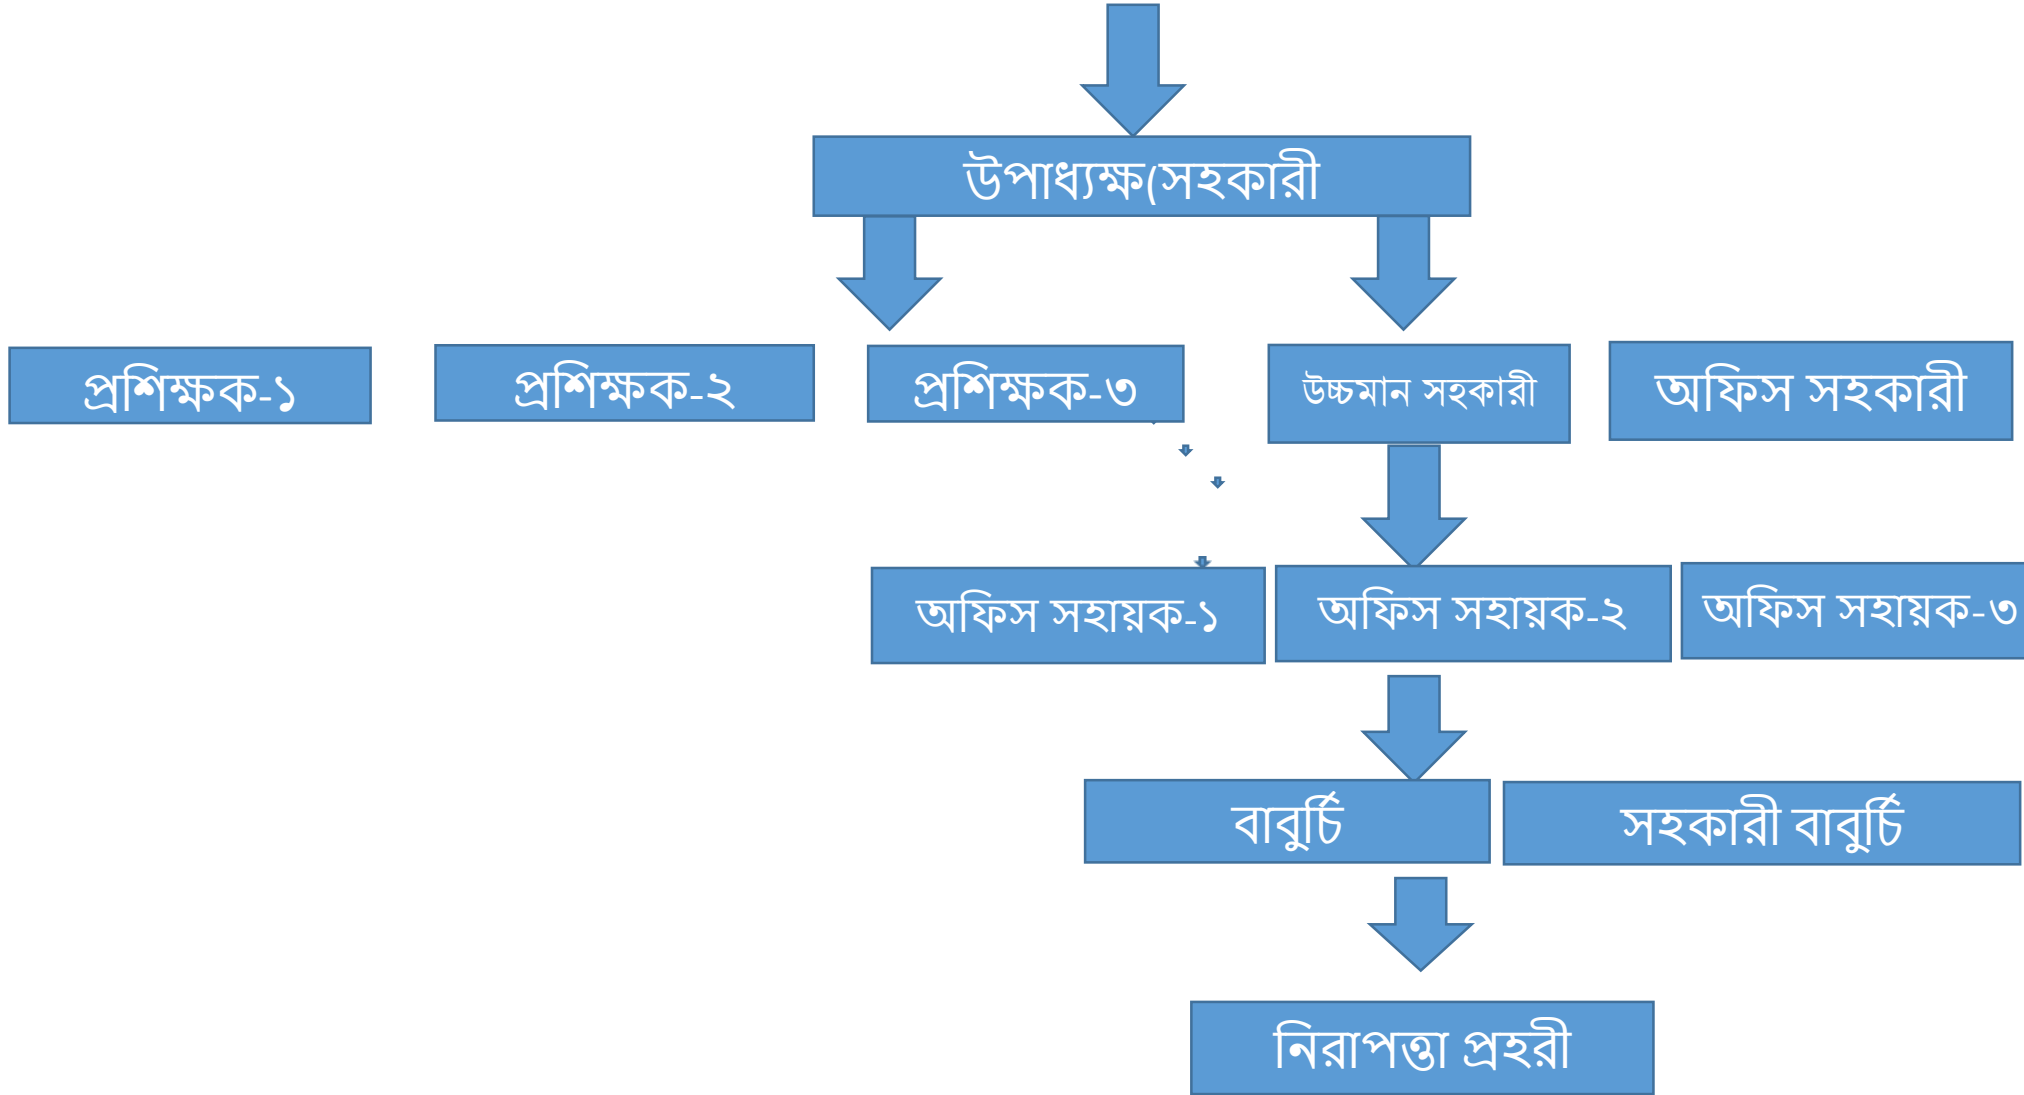 উপাধ্যক্ষ(সহকারী
প্রশিক্ষক-১
প্রশিক্ষক-২
প্রশিক্ষক-৩
উচ্চমান সহকারী
অফিস সহকারী
অফিস সহায়ক-১
অফিস সহায়ক-২
অফিস সহায়ক-৩
বাবুর্চি
সহকারী বাবুর্চি
নিরাপত্তা প্রহরী